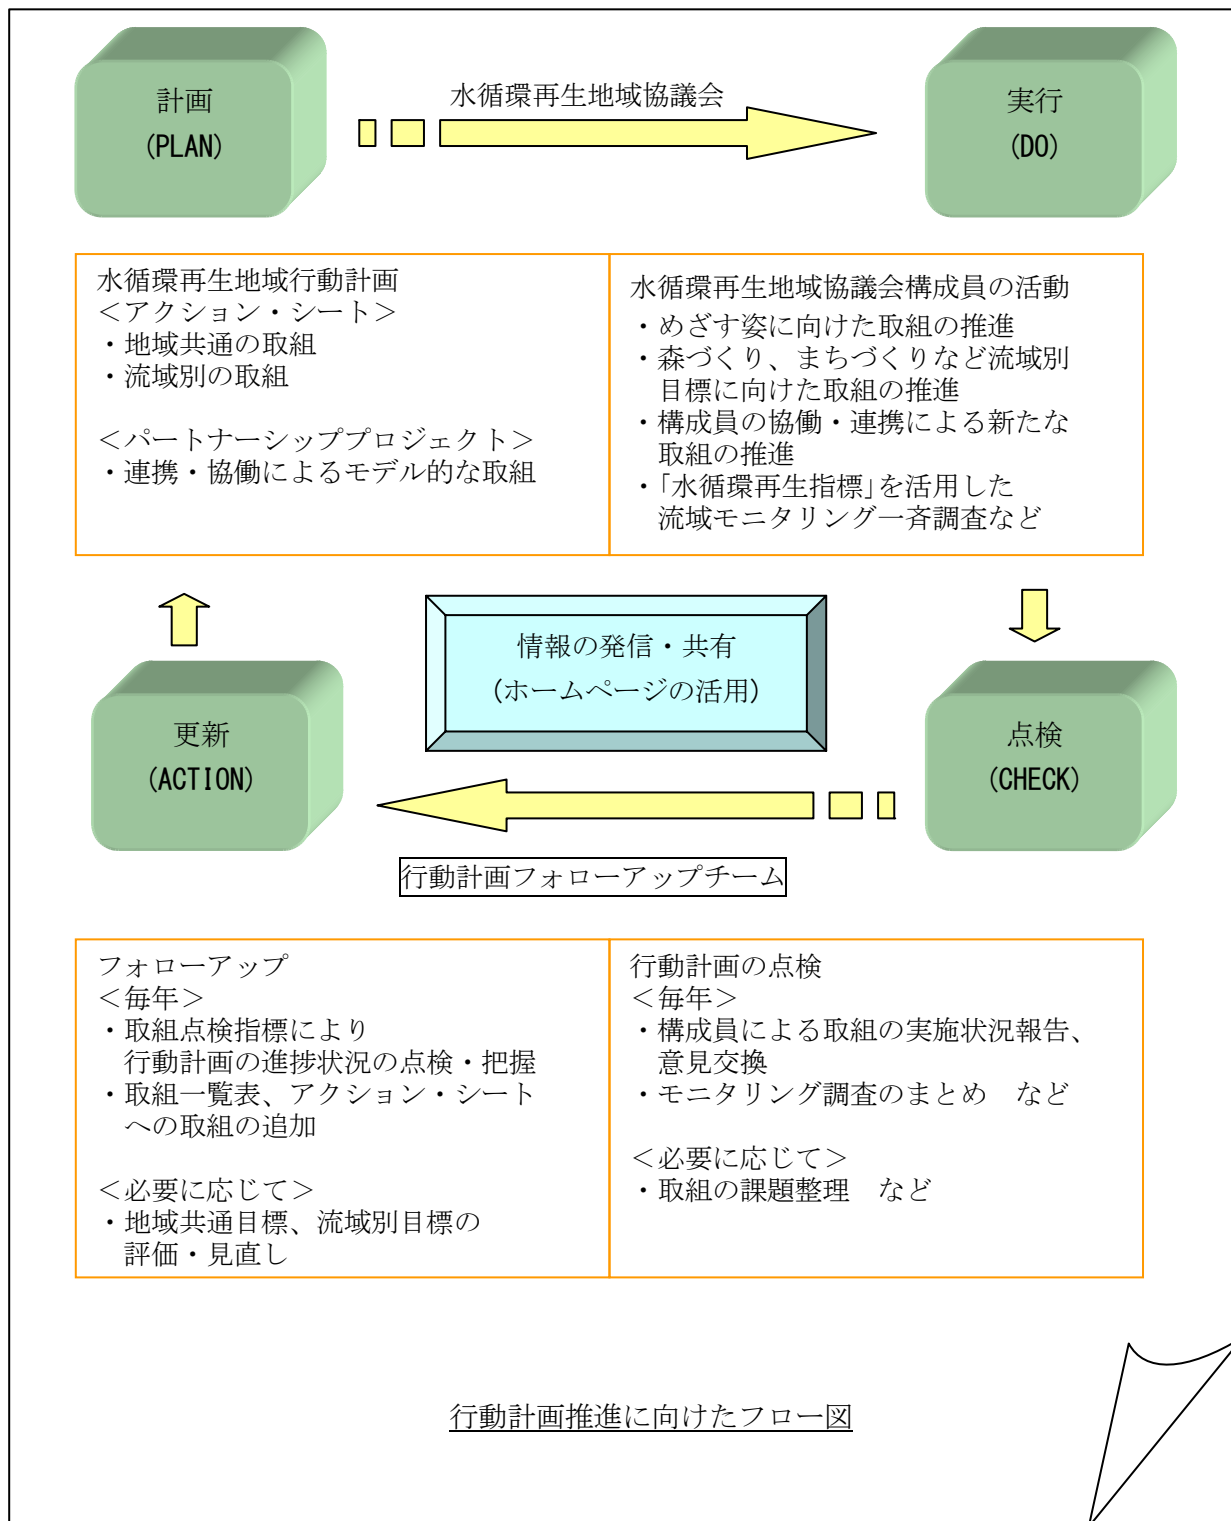 計画
(PLAN)
水循環再生地域協議会
実行
(DO)
水循環再生地域行動計画
＜アクション・シート＞
・地域共通の取組
・流域別の取組
＜パートナーシッププロジェクト＞
・連携・協働によるモデル的な取組
水循環再生地域協議会構成員の活動
・めざす姿に向けた取組の推進
・森づくり、まちづくりなど流域別
目標に向けた取組の推進
・構成員の協働・連携による新たな
取組の推進
・「水循環再生指標」を活用した
流域モニタリング一斉調査など
情報の発信・共有
(ホームページの活用)
更新
(ACTION)
点検
(CHECK)
行動計画フォローアップチーム
フォローアップ
＜毎年＞
・取組点検指標により
行動計画の進捗状況の点検・把握
・取組一覧表、アクション・シート
への取組の追加
＜必要に応じて＞
・地域共通目標、流域別目標の
評価・見直し
行動計画の点検
＜毎年＞
・構成員による取組の実施状況報告、
意見交換
・モニタリング調査のまとめ　など
＜必要に応じて＞
・取組の課題整理　など
行動計画推進に向けたフロー図